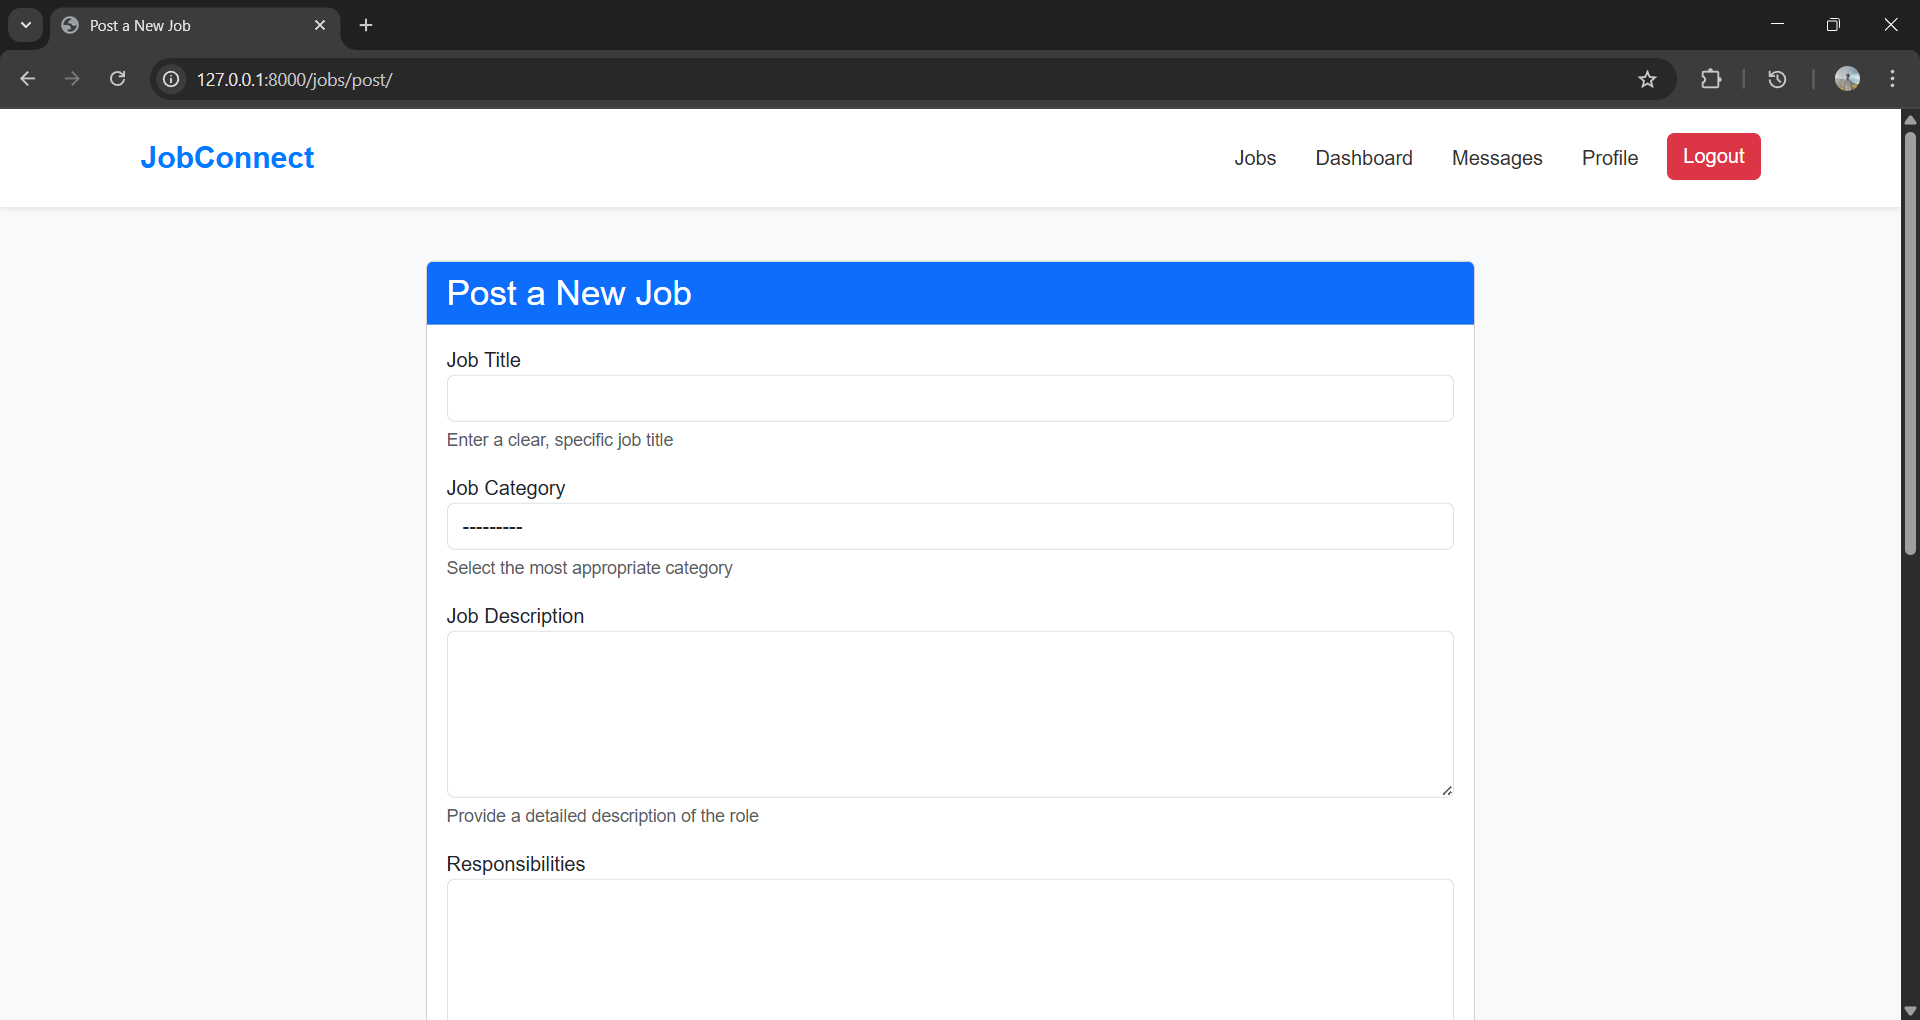 Post a New Job
127.0.0.1:8000/jobs/post/
JobConnect
Jobs Dashboard Messages Profile Logout
Post a New Job
Job Title
Enter a clear, specific job title
Job Category
---------
Select the most appropriate category
Job Description
Provide a detailed description of the role
Responsibilities